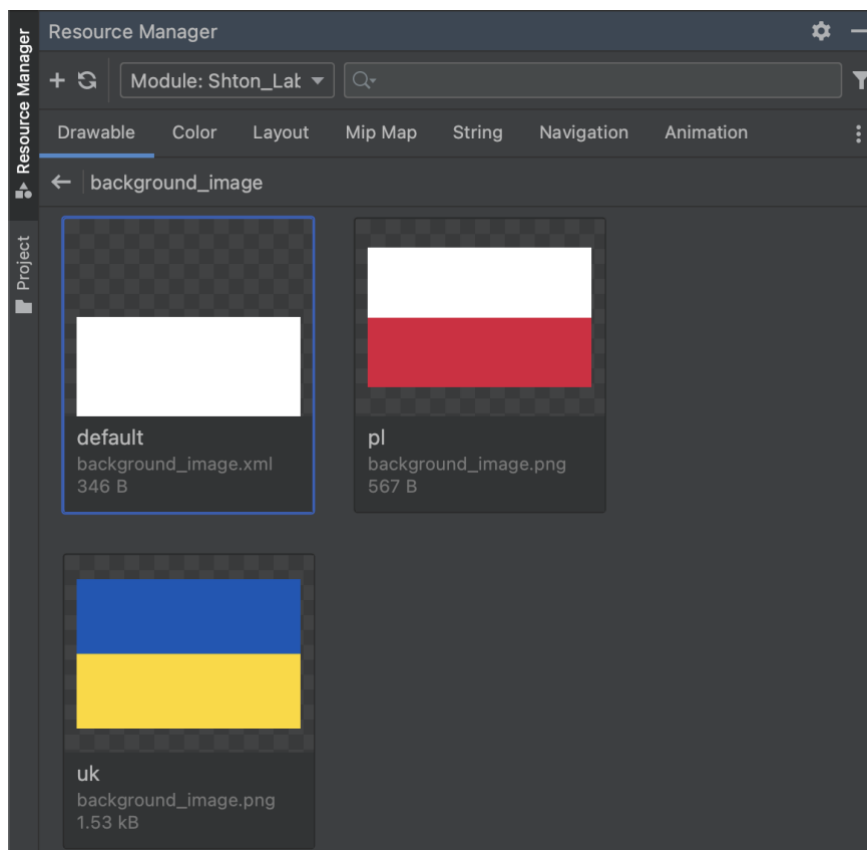 Resource Manager
Resource Manager
Project
Module: Shton_Lat
Drawable Color Layout Mip Map String Navigation Animation
background_image
default
background_image.xml
346 B
pl
background_image.png
567 B
uk
background_image.png
1.53 kB